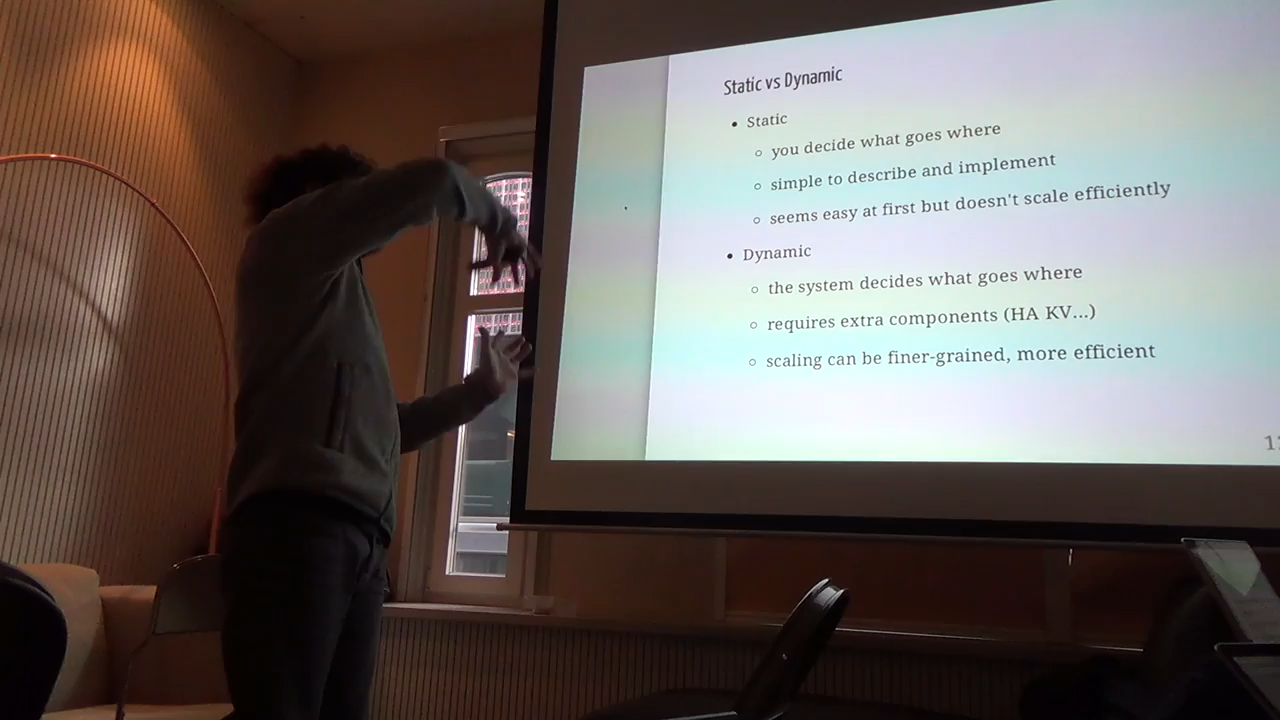 Static vs Dynamic
• Static
○ you decide what goes where
○ simple to describe and implement
○ seems easy at first but doesn't scale efficiently
• Dynamic
○ the system decides what goes where
○ requires extra components (HA KV...)
○ scaling can be finer-grained, more efficient